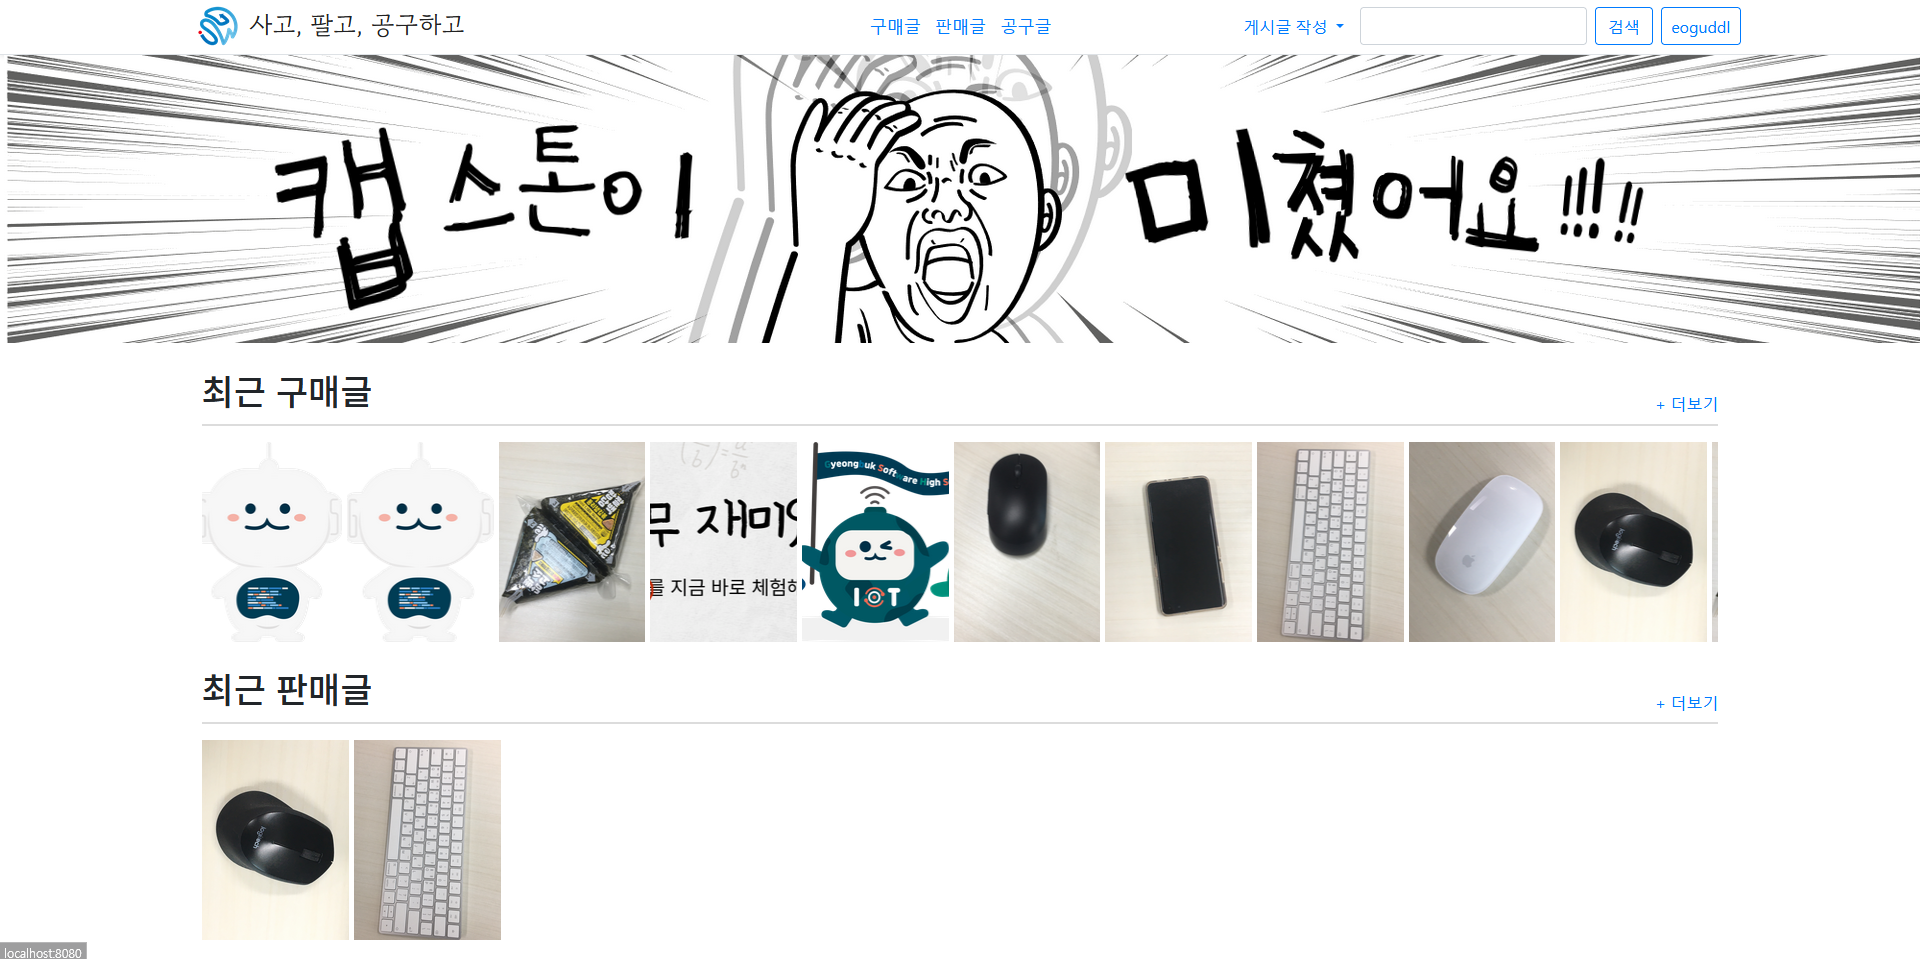 사고, 팔고, 공구하고
구매글 판매글 공구글
게시글 작성
검색
eoguddl
캡스톤이 미쳤어요!!!!!
최근 구매글
+ 더보기
무 재미
를 지금 바로 체험해
Gyeongbuk Software High S
IOT
최근 판매글
+ 더보기
logitech
localhost:8080